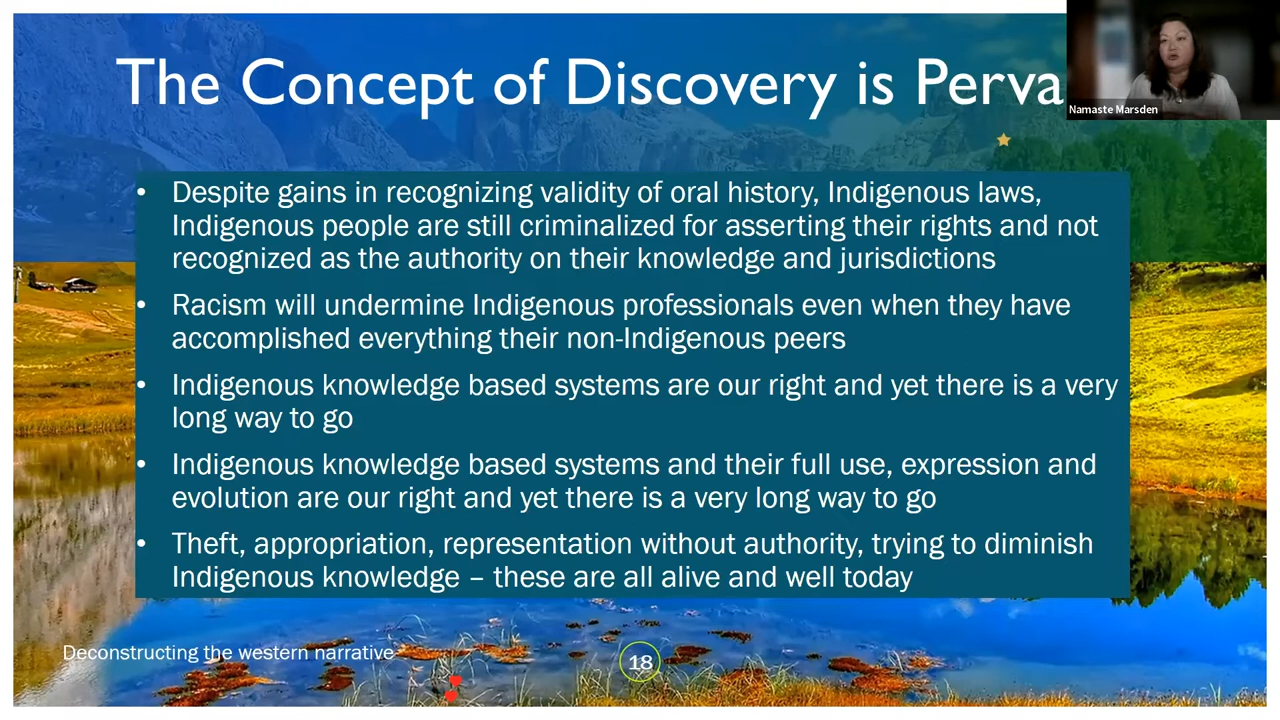 The Concept of Discovery is Perva
Namaste Marsden
• Despite gains in recognizing validity of oral history, Indigenous laws,
Indigenous people are still criminalized for asserting their rights and not
recognized as the authority on their knowledge and jurisdictions
• Racism will undermine Indigenous professionals even when they have
accomplished everything their non-Indigenous peers
• Indigenous knowledge based systems are our right and yet there is a very
long way to go
• Indigenous knowledge based systems and their full use, expression and
evolution are our right and yet there is a very long way to go
• Theft, appropriation, representation without authority, trying to diminish
Indigenous knowledge – these are all alive and well today
Deconstructing the western narrative
18